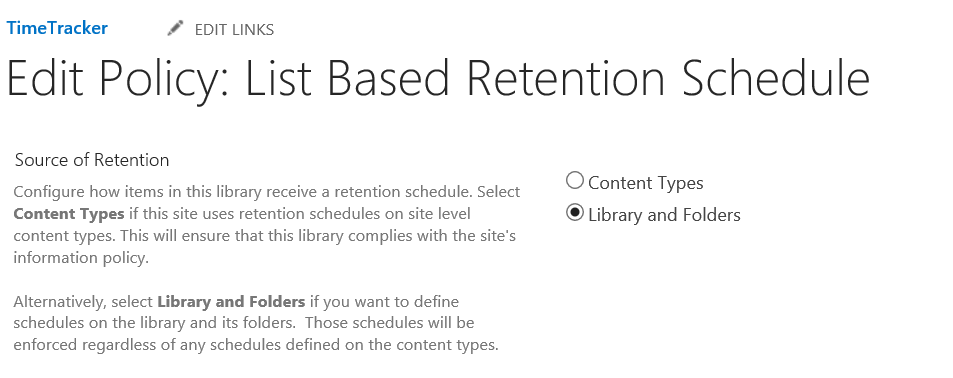 TimeTracker EDIT LINKS
Edit Policy: List Based Retention Schedule
Source of Retention
Configure how items in this library receive a retention schedule. Select
Content Types if this site uses retention schedules on site level
content types. This will ensure that this library complies with the site's
information policy.
Alternatively, select Library and Folders if you want to define
schedules on the library and its folders.  Those schedules will be
enforced regardless of any schedules defined on the content types.
Content Types
Library and Folders